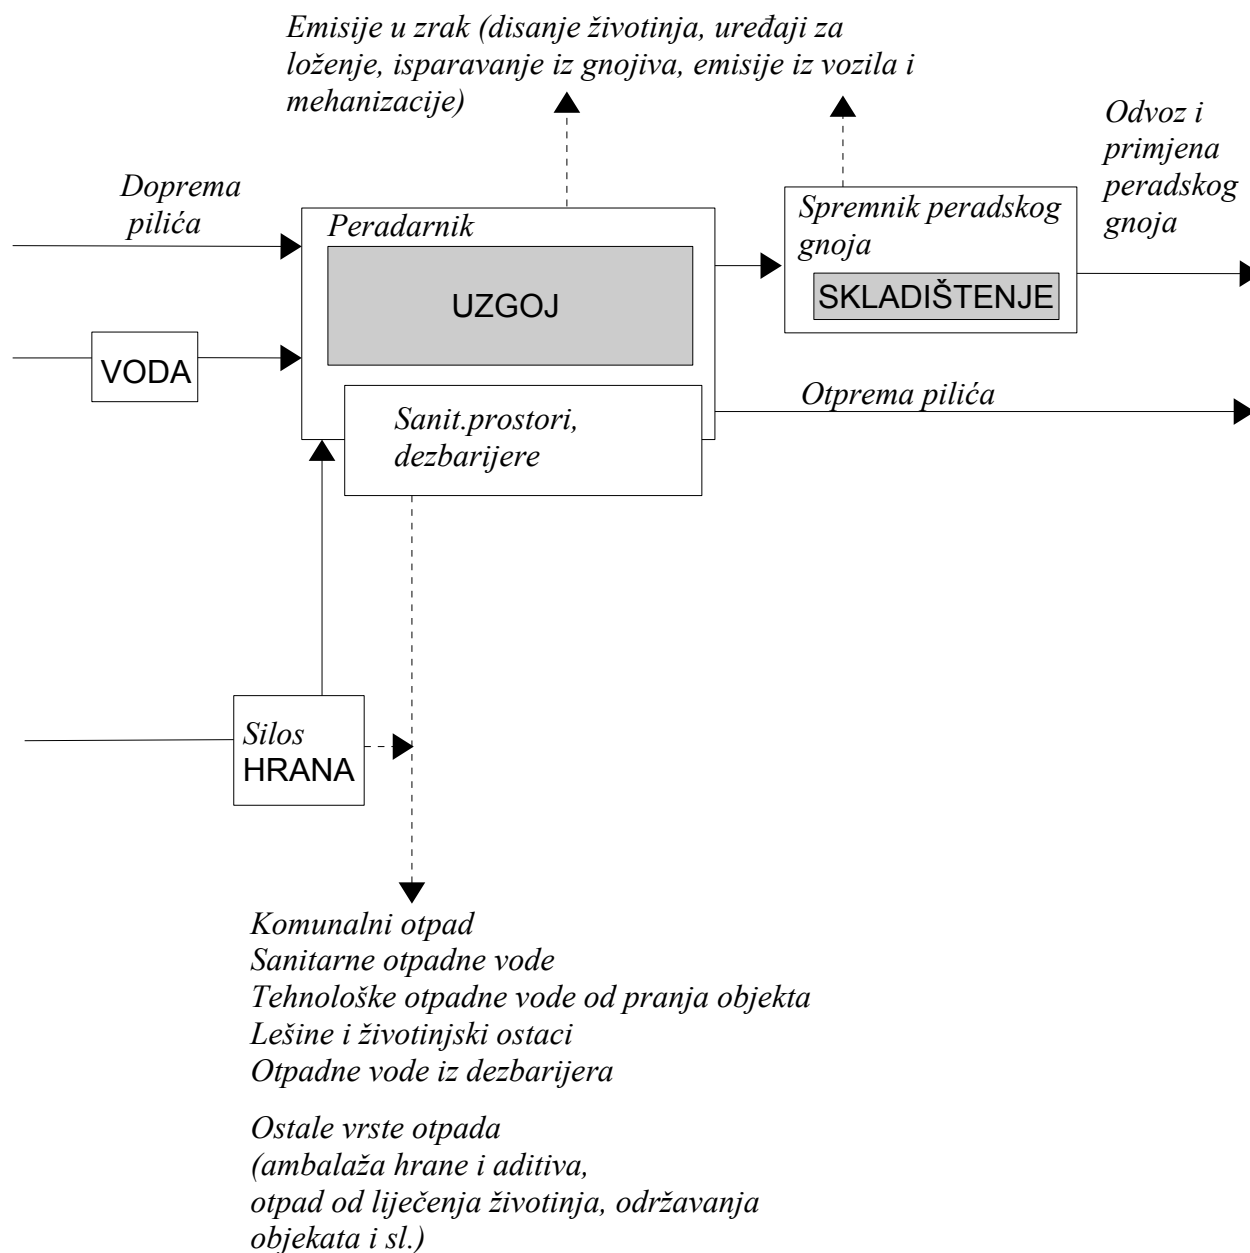 Emisije u zrak (disanje životinja, uređaji za
loženje, isparavanje iz gnojiva, emisije iz vozila i
mehanizacije)
Odvoz i
primjena
peradskog
gnoja
Doprema
pilića
Peradarnik
UZGOJ
Spremnik peradskog
gnoja
SKLADIŠTENJE
VODA
Sanit.prostori,
dezbarijere
Otprema pilića
Silos
HRANA
Komunalni otpad
Sanitarne otpadne vode
Tehnološke otpadne vode od pranja objekta
Lešine i životinjski ostaci
Otpadne vode iz dezbarijera
Ostale vrste otpada
(ambalaža hrane i aditiva,
otpad od liječenja životinja, održavanja
objekata i sl.)